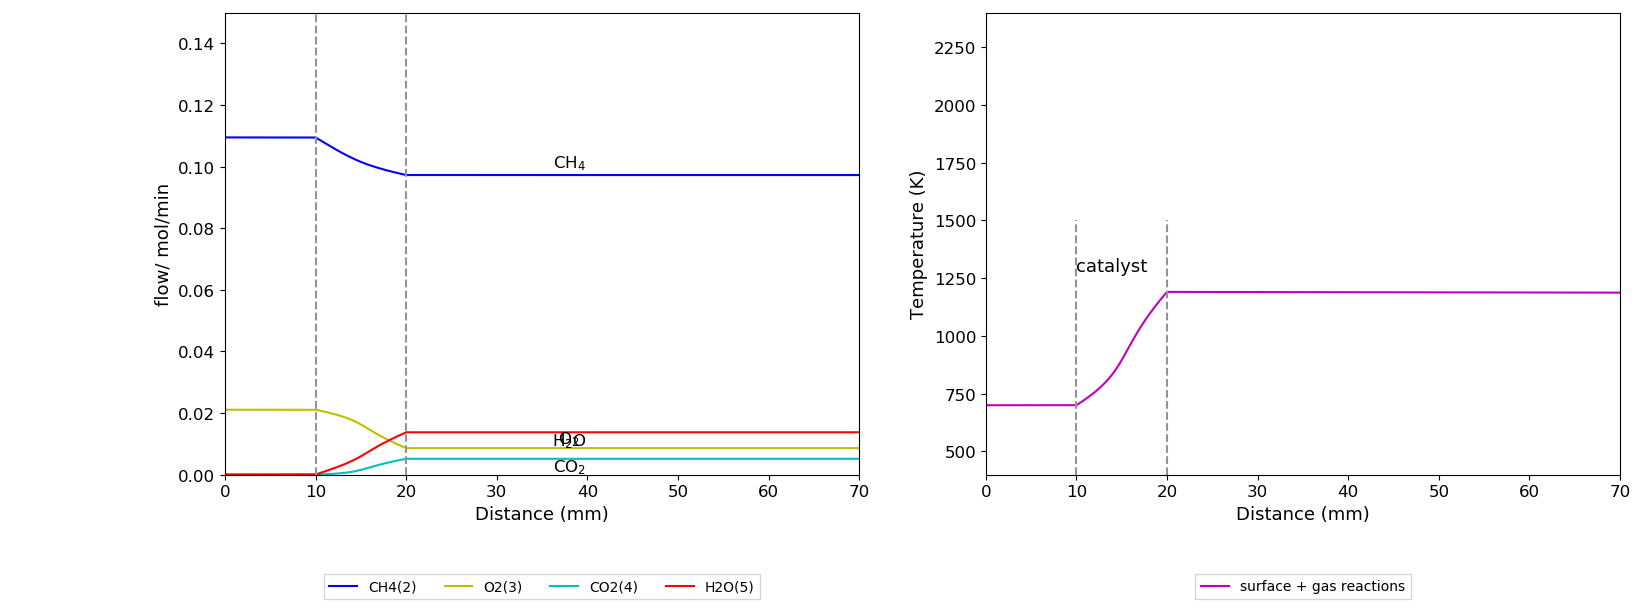 flow/ mol/min
0.14
0.12
0.10
0.08
0.06
0.04
0.02
0.00
CH₄
O₂
H₂O
CO₂
0 10 20 30 40 50 60 70
Distance (mm)
CH4(2) O2(3) CO2(4) H2O(5)
Temperature (K)
2250
2000
1750
1500
1250
1000
750
500
catalyst
0 10 20 30 40 50 60 70
Distance (mm)
surface + gas reactions